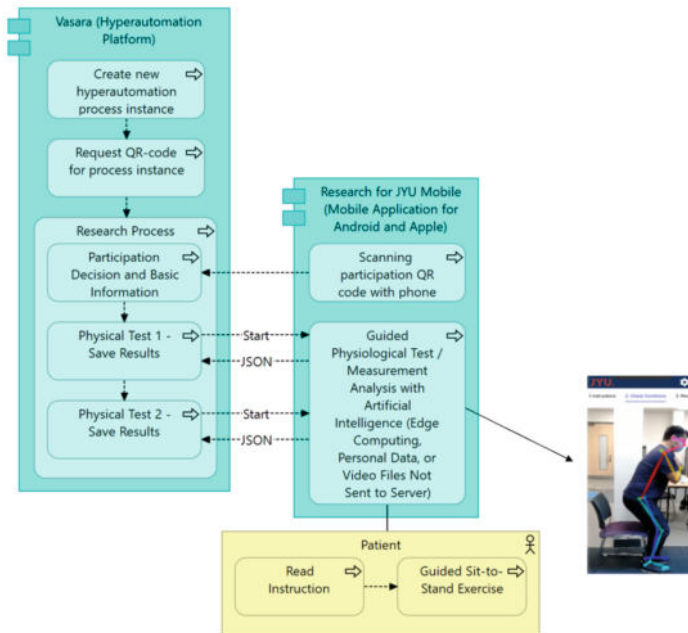 Vasara (Hyperautomation
Platform)
Create new
hyperautomation
process instance
Request QR-code
for process instance
Research Process
Participation
Decision and Basic
Information
Physical Test 1 -
Save Results
Physical Test 2 -
Save Results
Start
JSON
Start
JSON
Research for JYU Mobile
(Mobile Application for
Android and Apple)
Scanning
participation QR
code with phone
Guided
Physiological Test /
Measurement
Analysis with
Artificial
Intelligence (Edge
Computing,
Personal Data, or
Video Files Not
Sent to Server)
Patient
Read
Instruction
Guided Sit-to-
Stand Exercise
JYU.